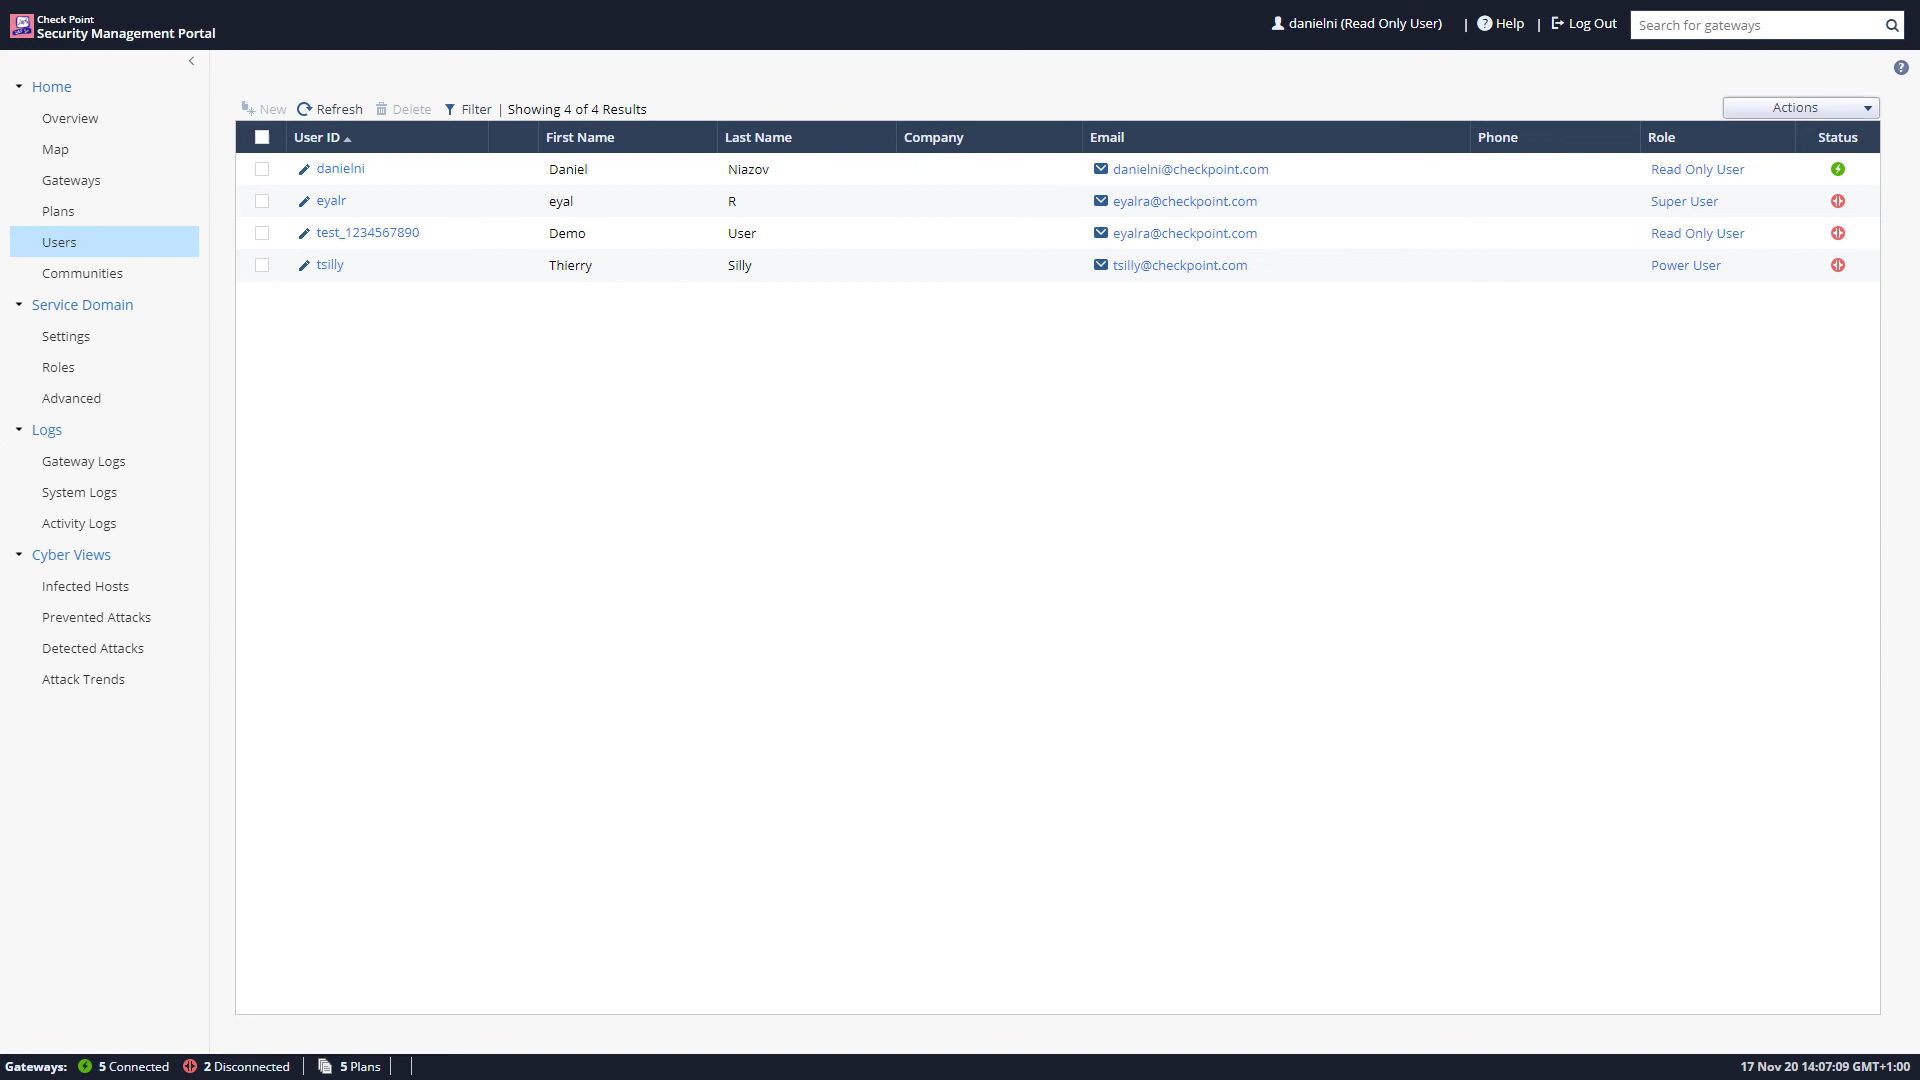 Check Point
Security Management Portal
danielni (Read Only User) | Help | Log Out Search for gateways
Home
Overview
Map
Gateways
Plans
Users
Communities
Service Domain
Settings
Roles
Advanced
Logs
Gateway Logs
System Logs
Activity Logs
Cyber Views
Infected Hosts
Prevented Attacks
Detected Attacks
Attack Trends
New Refresh Delete Filter | Showing 4 of 4 Results Actions
User ID First Name Last Name Company Email Phone Role Status
danielni Daniel Niazov danielni@checkpoint.com Read Only User
eyalr eyal R eyalra@checkpoint.com Super User
test_1234567890 Demo User eyalra@checkpoint.com Read Only User
tsilly Thierry Silly tsilly@checkpoint.com Power User
Gateways: 5 Connected 2 Disconnected 5 Plans 17 Nov 20 14:07:09 GMT+1:00